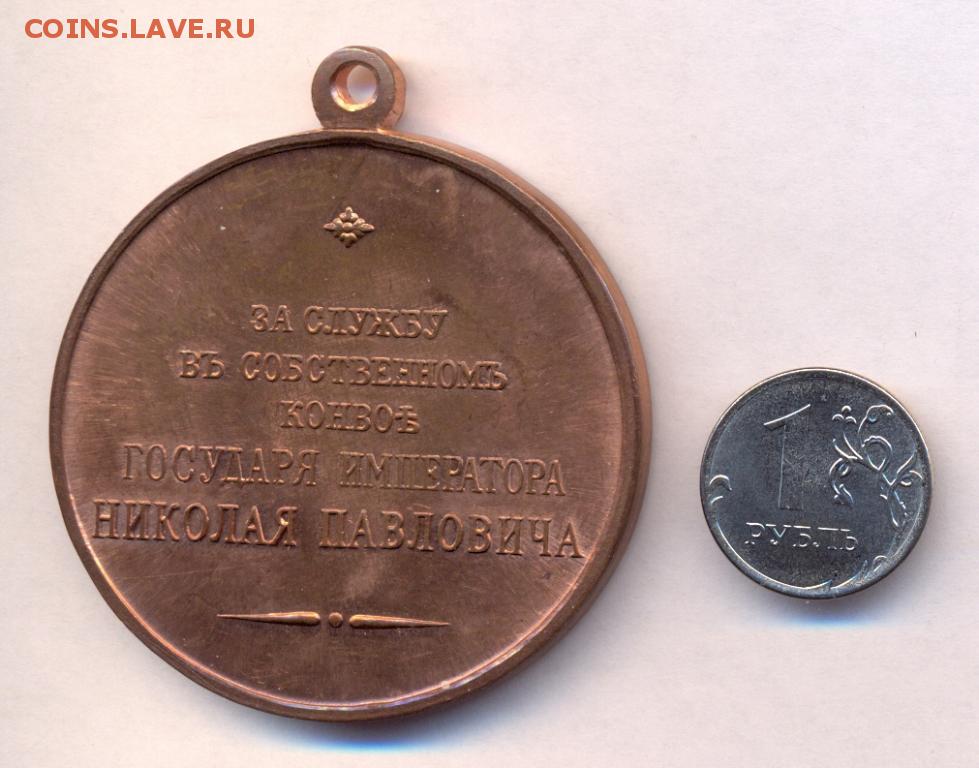 COINS.LAVE.RU
ЗА СЛУЖБУ
ВЪ СОБСТВЕННОМЪ
КОНВОѢ
ГОСУДАРЯ ИМПЕРАТОРА
НИКОЛАЯ ПАВЛОВИЧА
1
РУБЛЬ